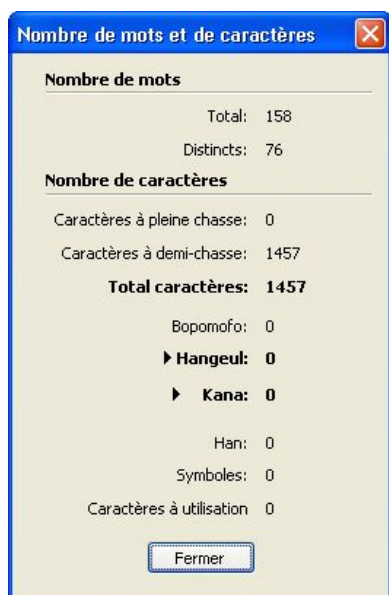 Nombre de mots et de caractères
Nombre de mots
Total: 158
Distincts: 76
Nombre de caractères
Caractères à pleine chasse: 0
Caractères à demi-chasse: 1457
Total caractères: 1457
Bopomofo: 0
Hangeul: 0
Kana: 0
Han: 0
Symboles: 0
Caractères à utilisation 0
Fermer